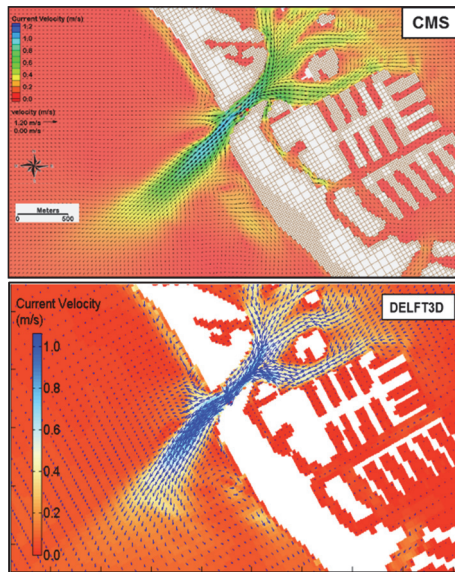 Current Velocity (m/s)
1.2
1.0
0.8
0.6
0.4
0.2
0.0
velocity (m/s)
1.20 m/s
0.00 m/s
Meters
500
CMS
Current Velocity
(m/s)
1.0
0.8
0.6
0.4
0.2
0.0
DELFT3D